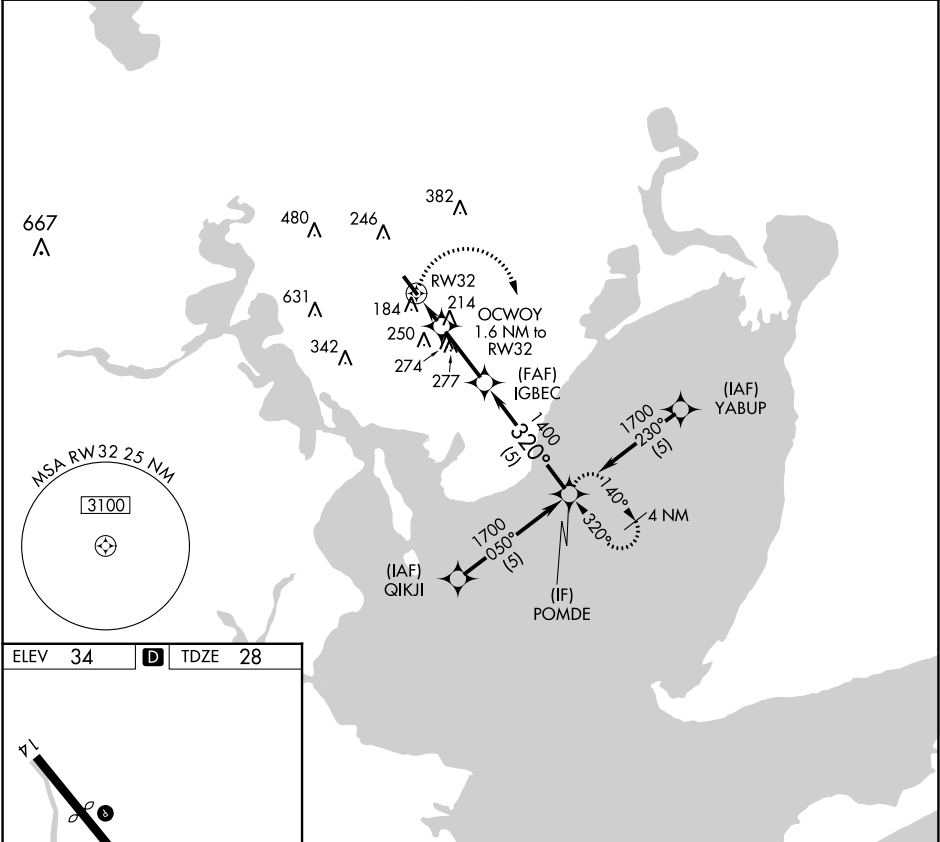 382
667
480
246
RW32
631
184
214
OCWOY
1.6 NM to
RW32
250
342
274
277
(FAF)
IGBEC
(IAF)
YABUP
1400
320°
(5)
1700
230°
(5)
MSA RW32 25 NM
3100
140°
320°
4 NM
1700
050°
(5)
(IAF)
QIKJI
(IF)
POMDE
ELEV 34 D TDZE 28
14
P